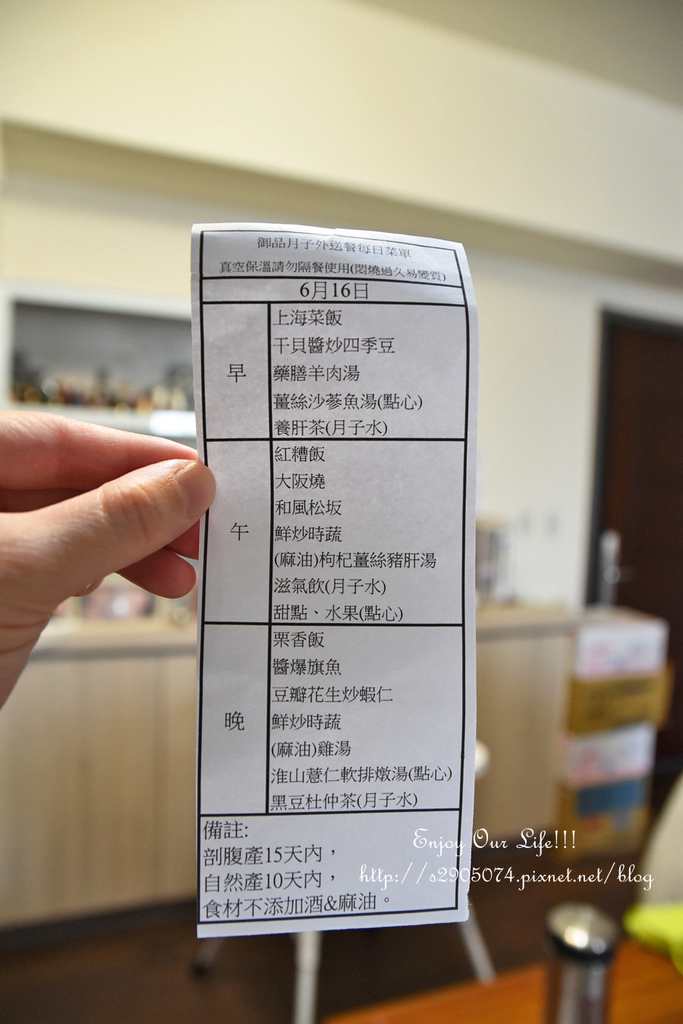 御品月子外送餐每日菜單
真空保溫請勿隔餐使用(悶燒過久易變質)
6月16日
早
上海菜飯
干貝醬炒四季豆
藥膳羊肉湯
薑絲沙蔘魚湯(點心)
養肝茶(月子水)
午
紅糟飯
大阪燒
和風松坂
鮮炒時蔬
(麻油)枸杞薑絲豬肝湯
滋氣飲(月子水)
甜點、水果(點心)
晚
栗香飯
醬爆旗魚
豆瓣花生炒蝦仁
鮮炒時蔬
(麻油)雞湯
淮山薏仁軟排燉湯(點心)
黑豆杜仲茶(月子水)
備註:
剖腹產15天內，
自然產10天內，
食材不添加酒&麻油。
Enjoy Our Life!!!
http://s2905074.pixnet.net/blog